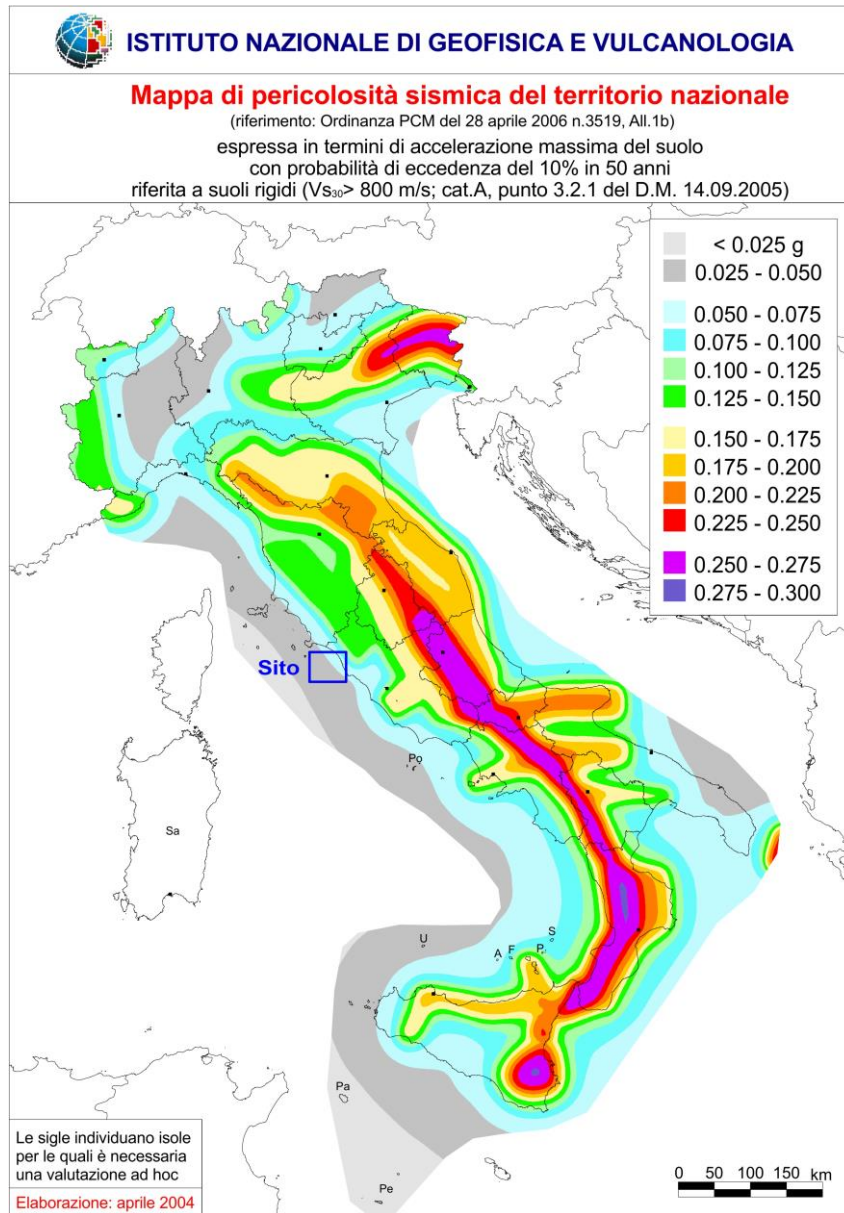 ISTITUTO NAZIONALE DI GEOFISICA E VULCANOLOGIA
Mappa di pericolosità sismica del territorio nazionale
(riferimento: Ordinanza PCM del 28 aprile 2006 n.3519, All.1b)
espressa in termini di accelerazione massima del suolo
con probabilità di eccedenza del 10% in 50 anni
riferita a suoli rigidi (Vs₃₀> 800 m/s; cat.A, punto 3.2.1 del D.M. 14.09.2005)
< 0.025 g
0.025 - 0.050
0.050 - 0.075
0.075 - 0.100
0.100 - 0.125
0.125 - 0.150
0.150 - 0.175
0.175 - 0.200
0.200 - 0.225
0.225 - 0.250
0.250 - 0.275
0.275 - 0.300
Sito
Po
Sa
U
A
F
P
S
Pa
Pe
Le sigle individuano isole
per le quali è necessaria
una valutazione ad hoc
Elaborazione: aprile 2004
0 50 100 150 km